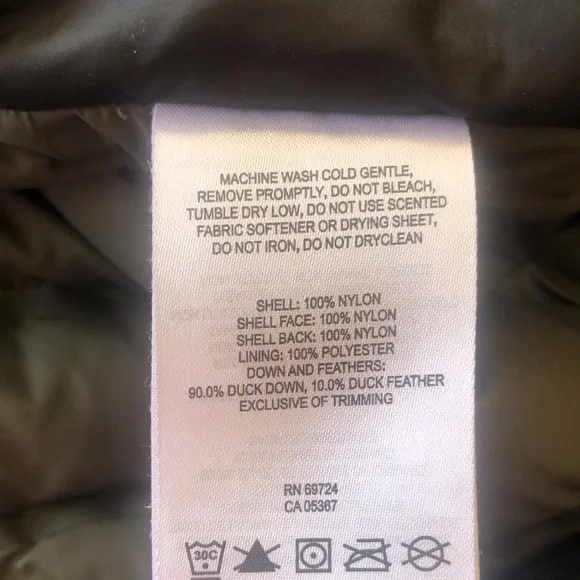 MACHINE WASH COLD GENTLE,
REMOVE PROMPTLY, DO NOT BLEACH,
TUMBLE DRY LOW, DO NOT USE SCENTED
FABRIC SOFTENER OR DRYING SHEET,
DO NOT IRON, DO NOT DRYCLEAN
SHELL: 100% NYLON
SHELL FACE: 100% NYLON
SHELL BACK: 100% NYLON
LINING: 100% POLYESTER
DOWN AND FEATHERS:
90.0% DUCK DOWN, 10.0% DUCK FEATHER
EXCLUSIVE OF TRIMMING
RN 69724
CA 05367
30C